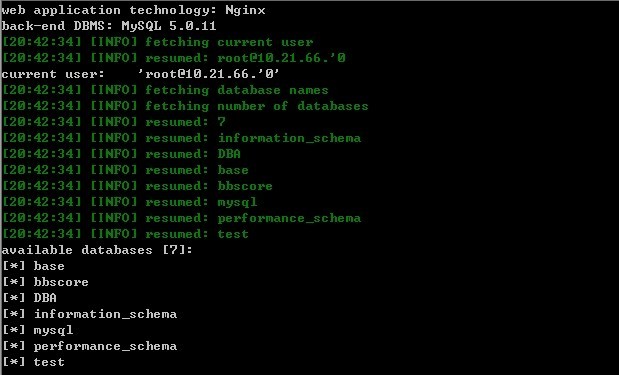 web application technology: Nginx
back-end DBMS: MySQL 5.0.11
[20:42:34] [INFO] fetching current user
[20:42:34] [INFO] resumed: root@10.21.66.'0
current user:    'root@10.21.66.'0'
[20:42:34] [INFO] fetching database names
[20:42:34] [INFO] fetching number of databases
[20:42:34] [INFO] resumed: 7
[20:42:34] [INFO] resumed: information_schema
[20:42:34] [INFO] resumed: DBA
[20:42:34] [INFO] resumed: base
[20:42:34] [INFO] resumed: bbscore
[20:42:34] [INFO] resumed: mysql
[20:42:34] [INFO] resumed: performance_schema
[20:42:34] [INFO] resumed: test
available databases [7]:
[*] base
[*] bbscore
[*] DBA
[*] information_schema
[*] mysql
[*] performance_schema
[*] test